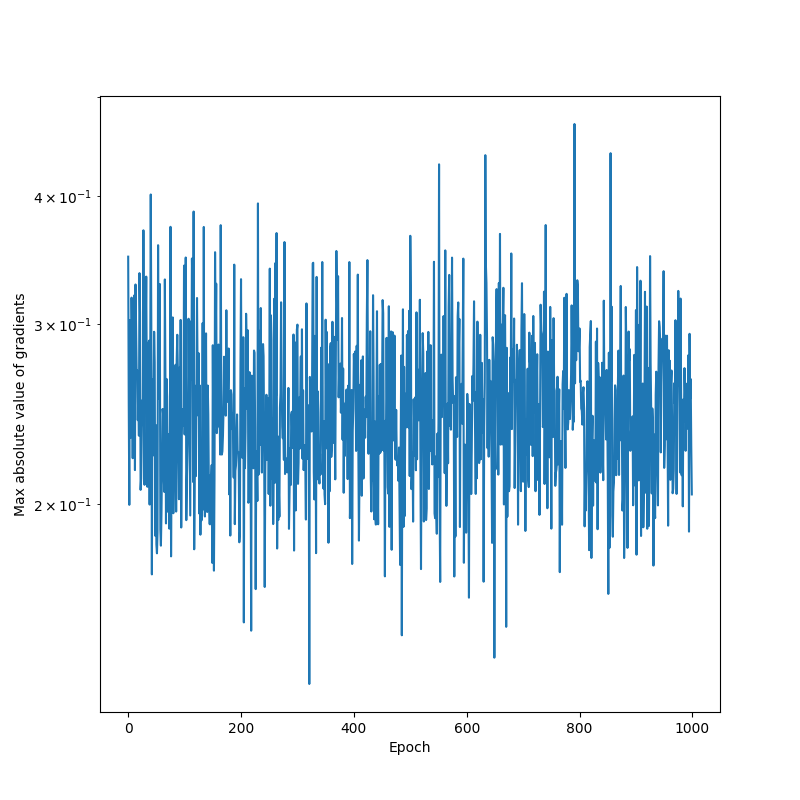 Max absolute value of gradients
4 × 10⁻¹
3 × 10⁻¹
2 × 10⁻¹
0 200 400 600 800 1000
Epoch